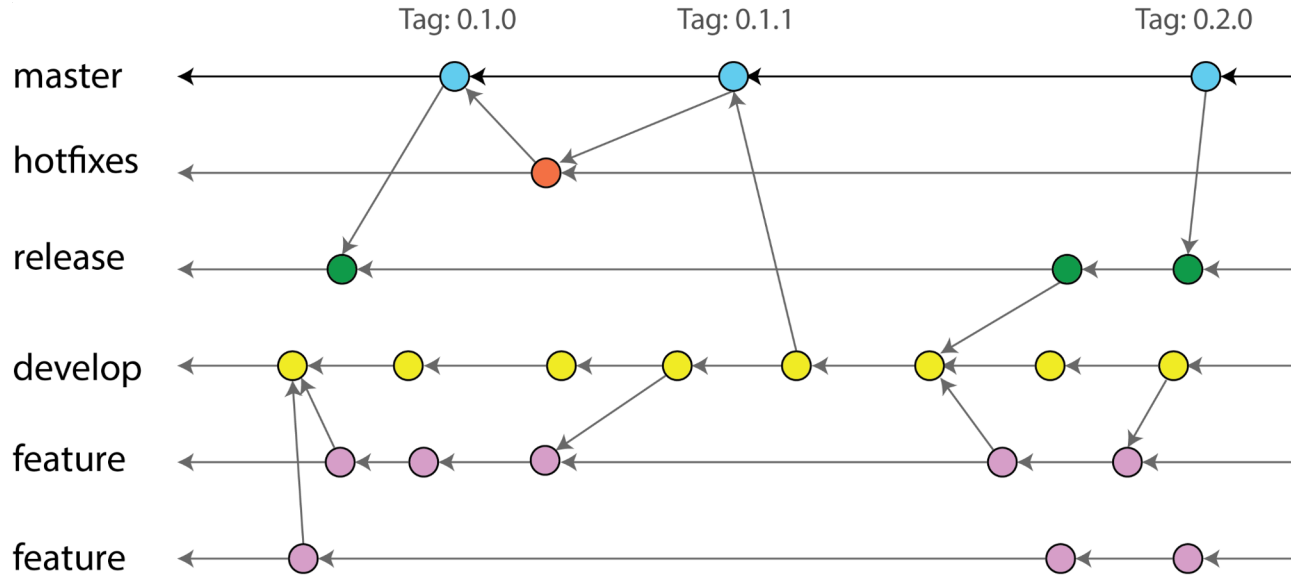 Tag: 0.1.0 Tag: 0.1.1 Tag: 0.2.0
master
hotfixes
release
develop
feature
feature